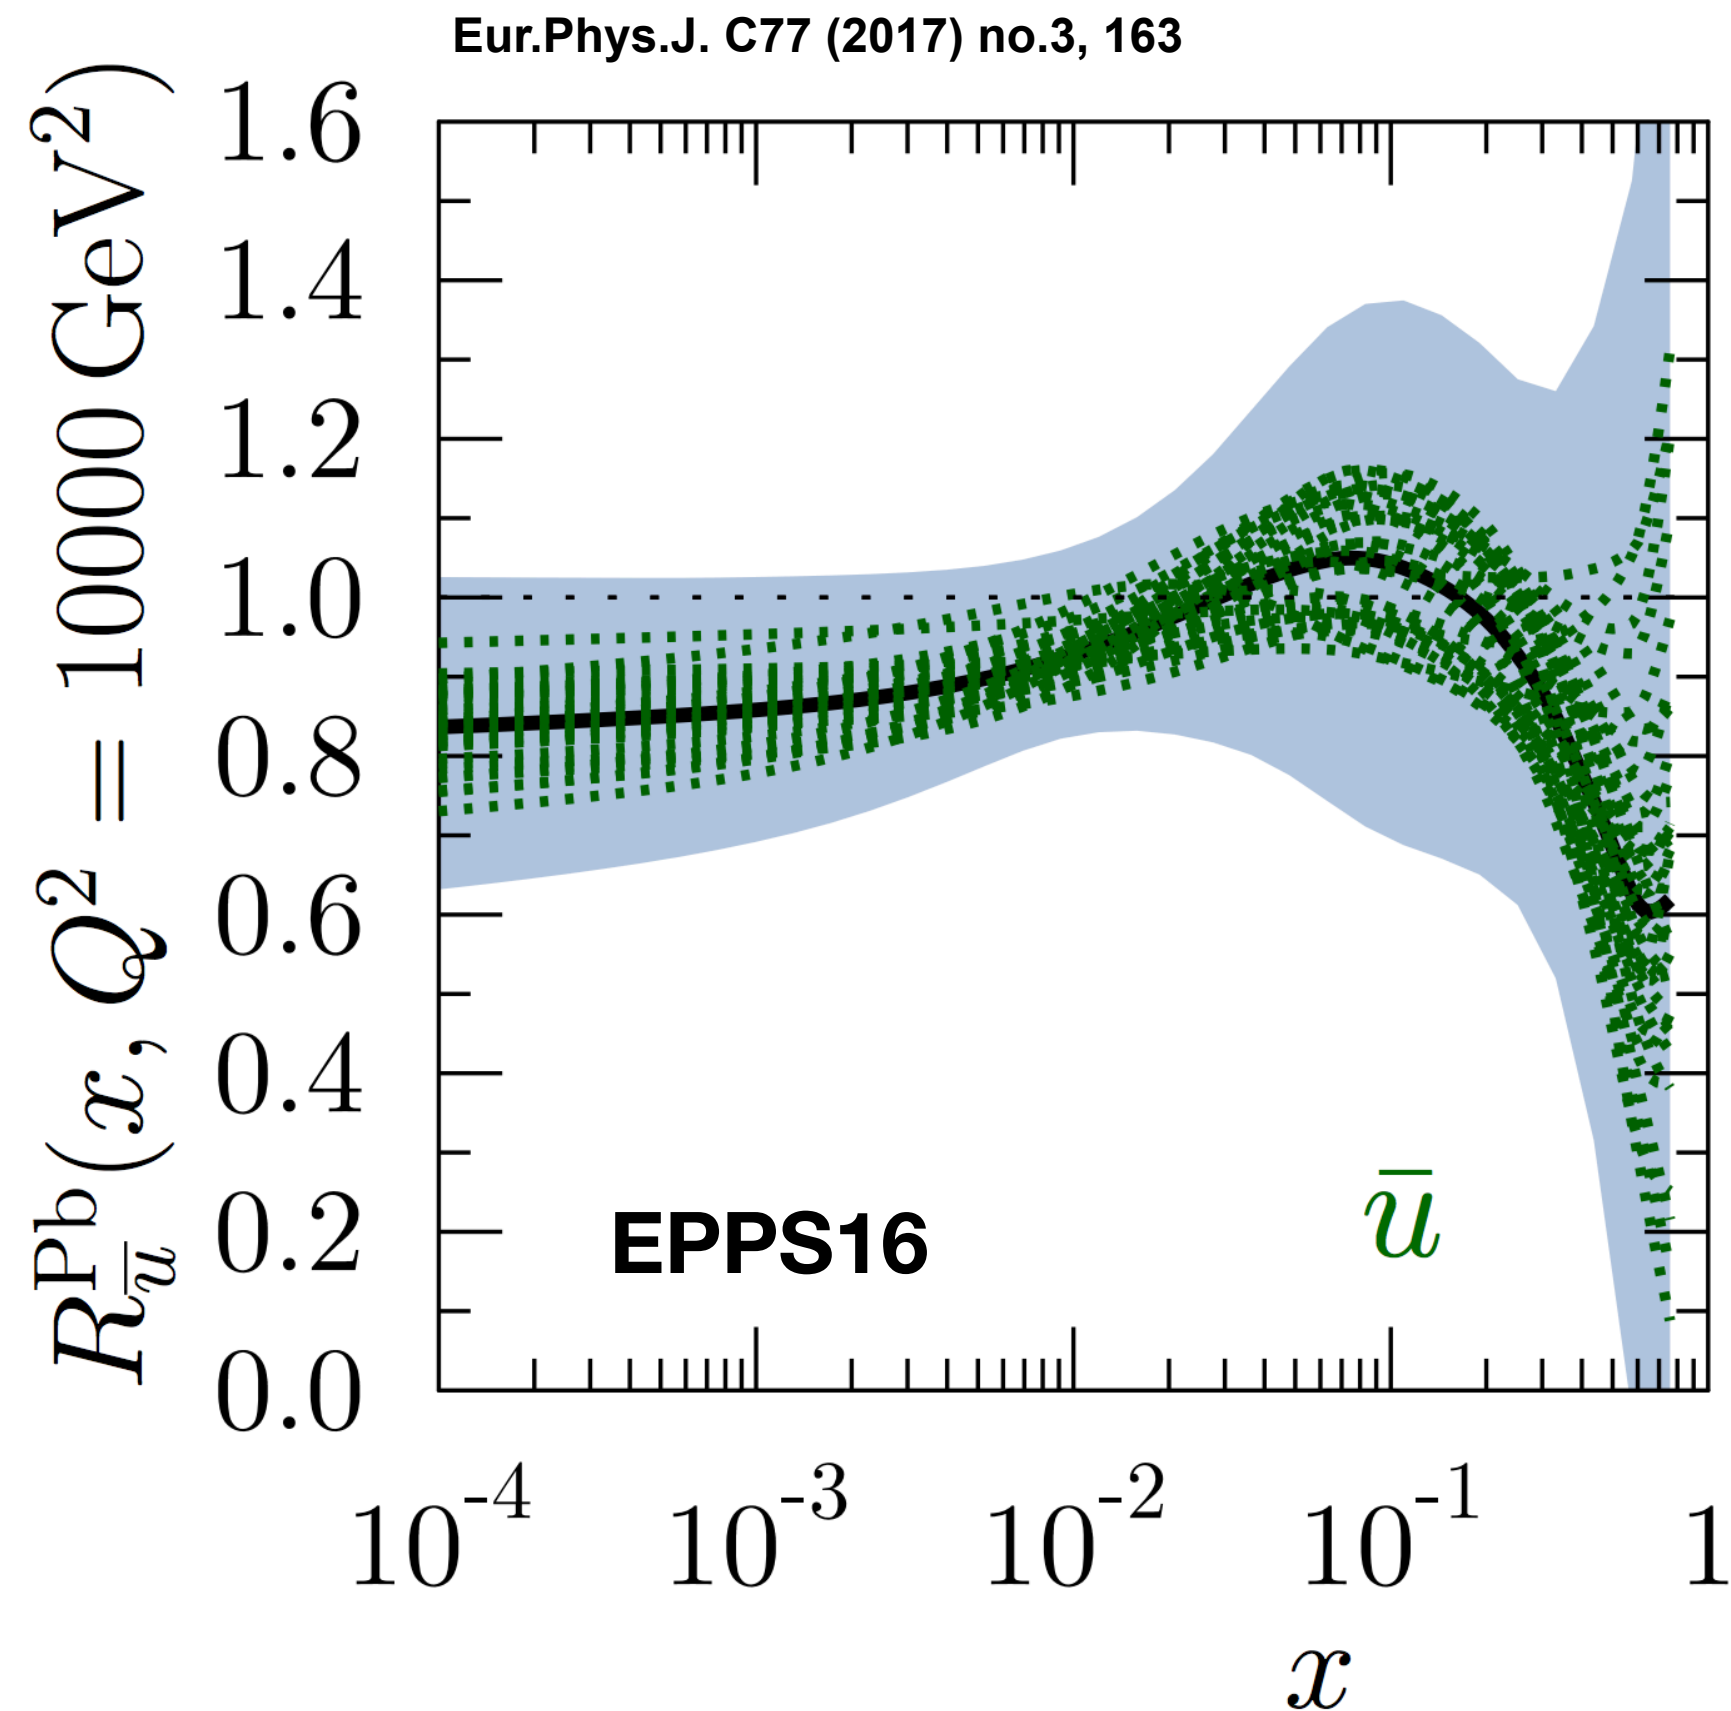 Eur.Phys.J. C77 (2017) no.3, 163
R_u̅^Pb(x, Q² = 10000 GeV²)
1.6
1.4
1.2
1.0
0.8
0.6
0.4
0.2
0.0
EPPS16
u̅
10⁻⁴ 10⁻³ 10⁻² 10⁻¹ 1
x